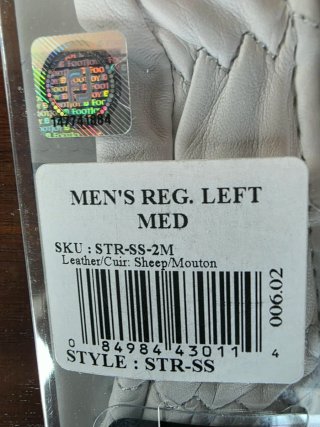 FOOTJOY
MEN'S REG. LEFT
MED
SKU : STR-SS-2M
Leather/Cuir: Sheep/Mouton
006.02
0 84984 43011 4
STYLE : STR-SS